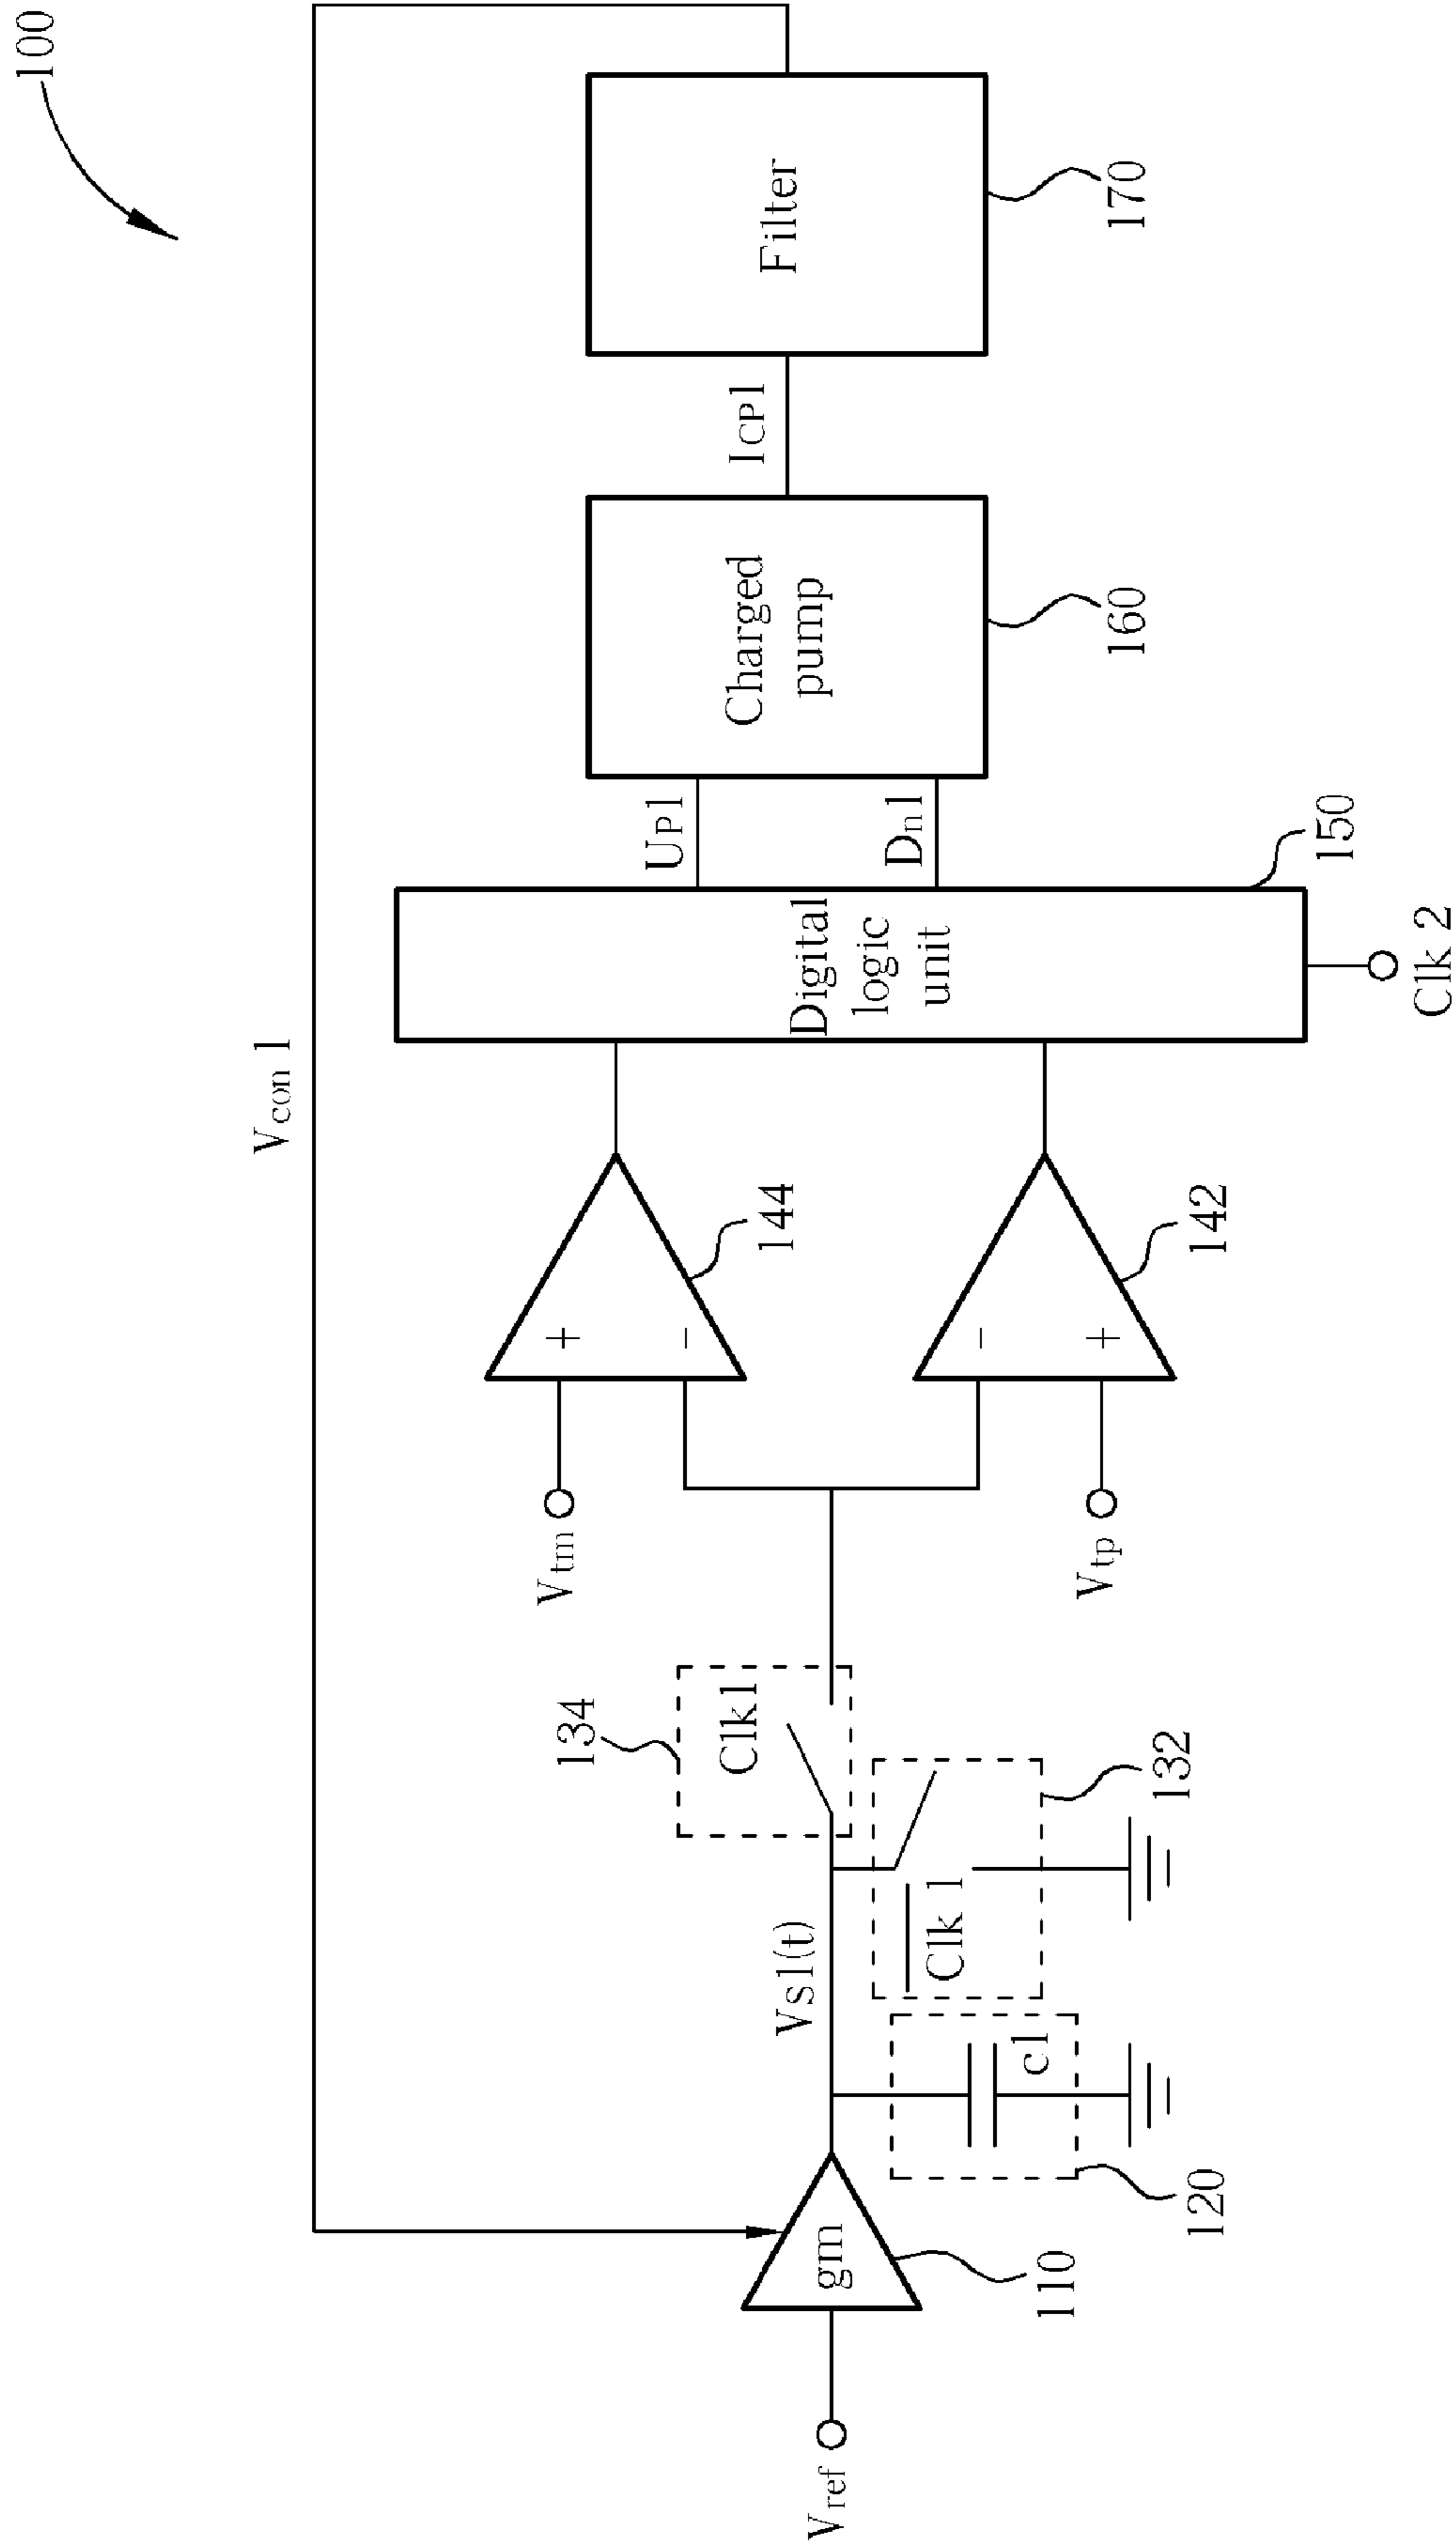 100
Vcon 1
Vref
gm
110
Vs1(t)
120
c1
Clk 1
132
134
Clk1
Vtm
Vtp
+
−
144
−
+
142
Digital
logic
unit
150
Clk 2
UP1
Dn1
Charged
pump
160
ICP1
Filter
170